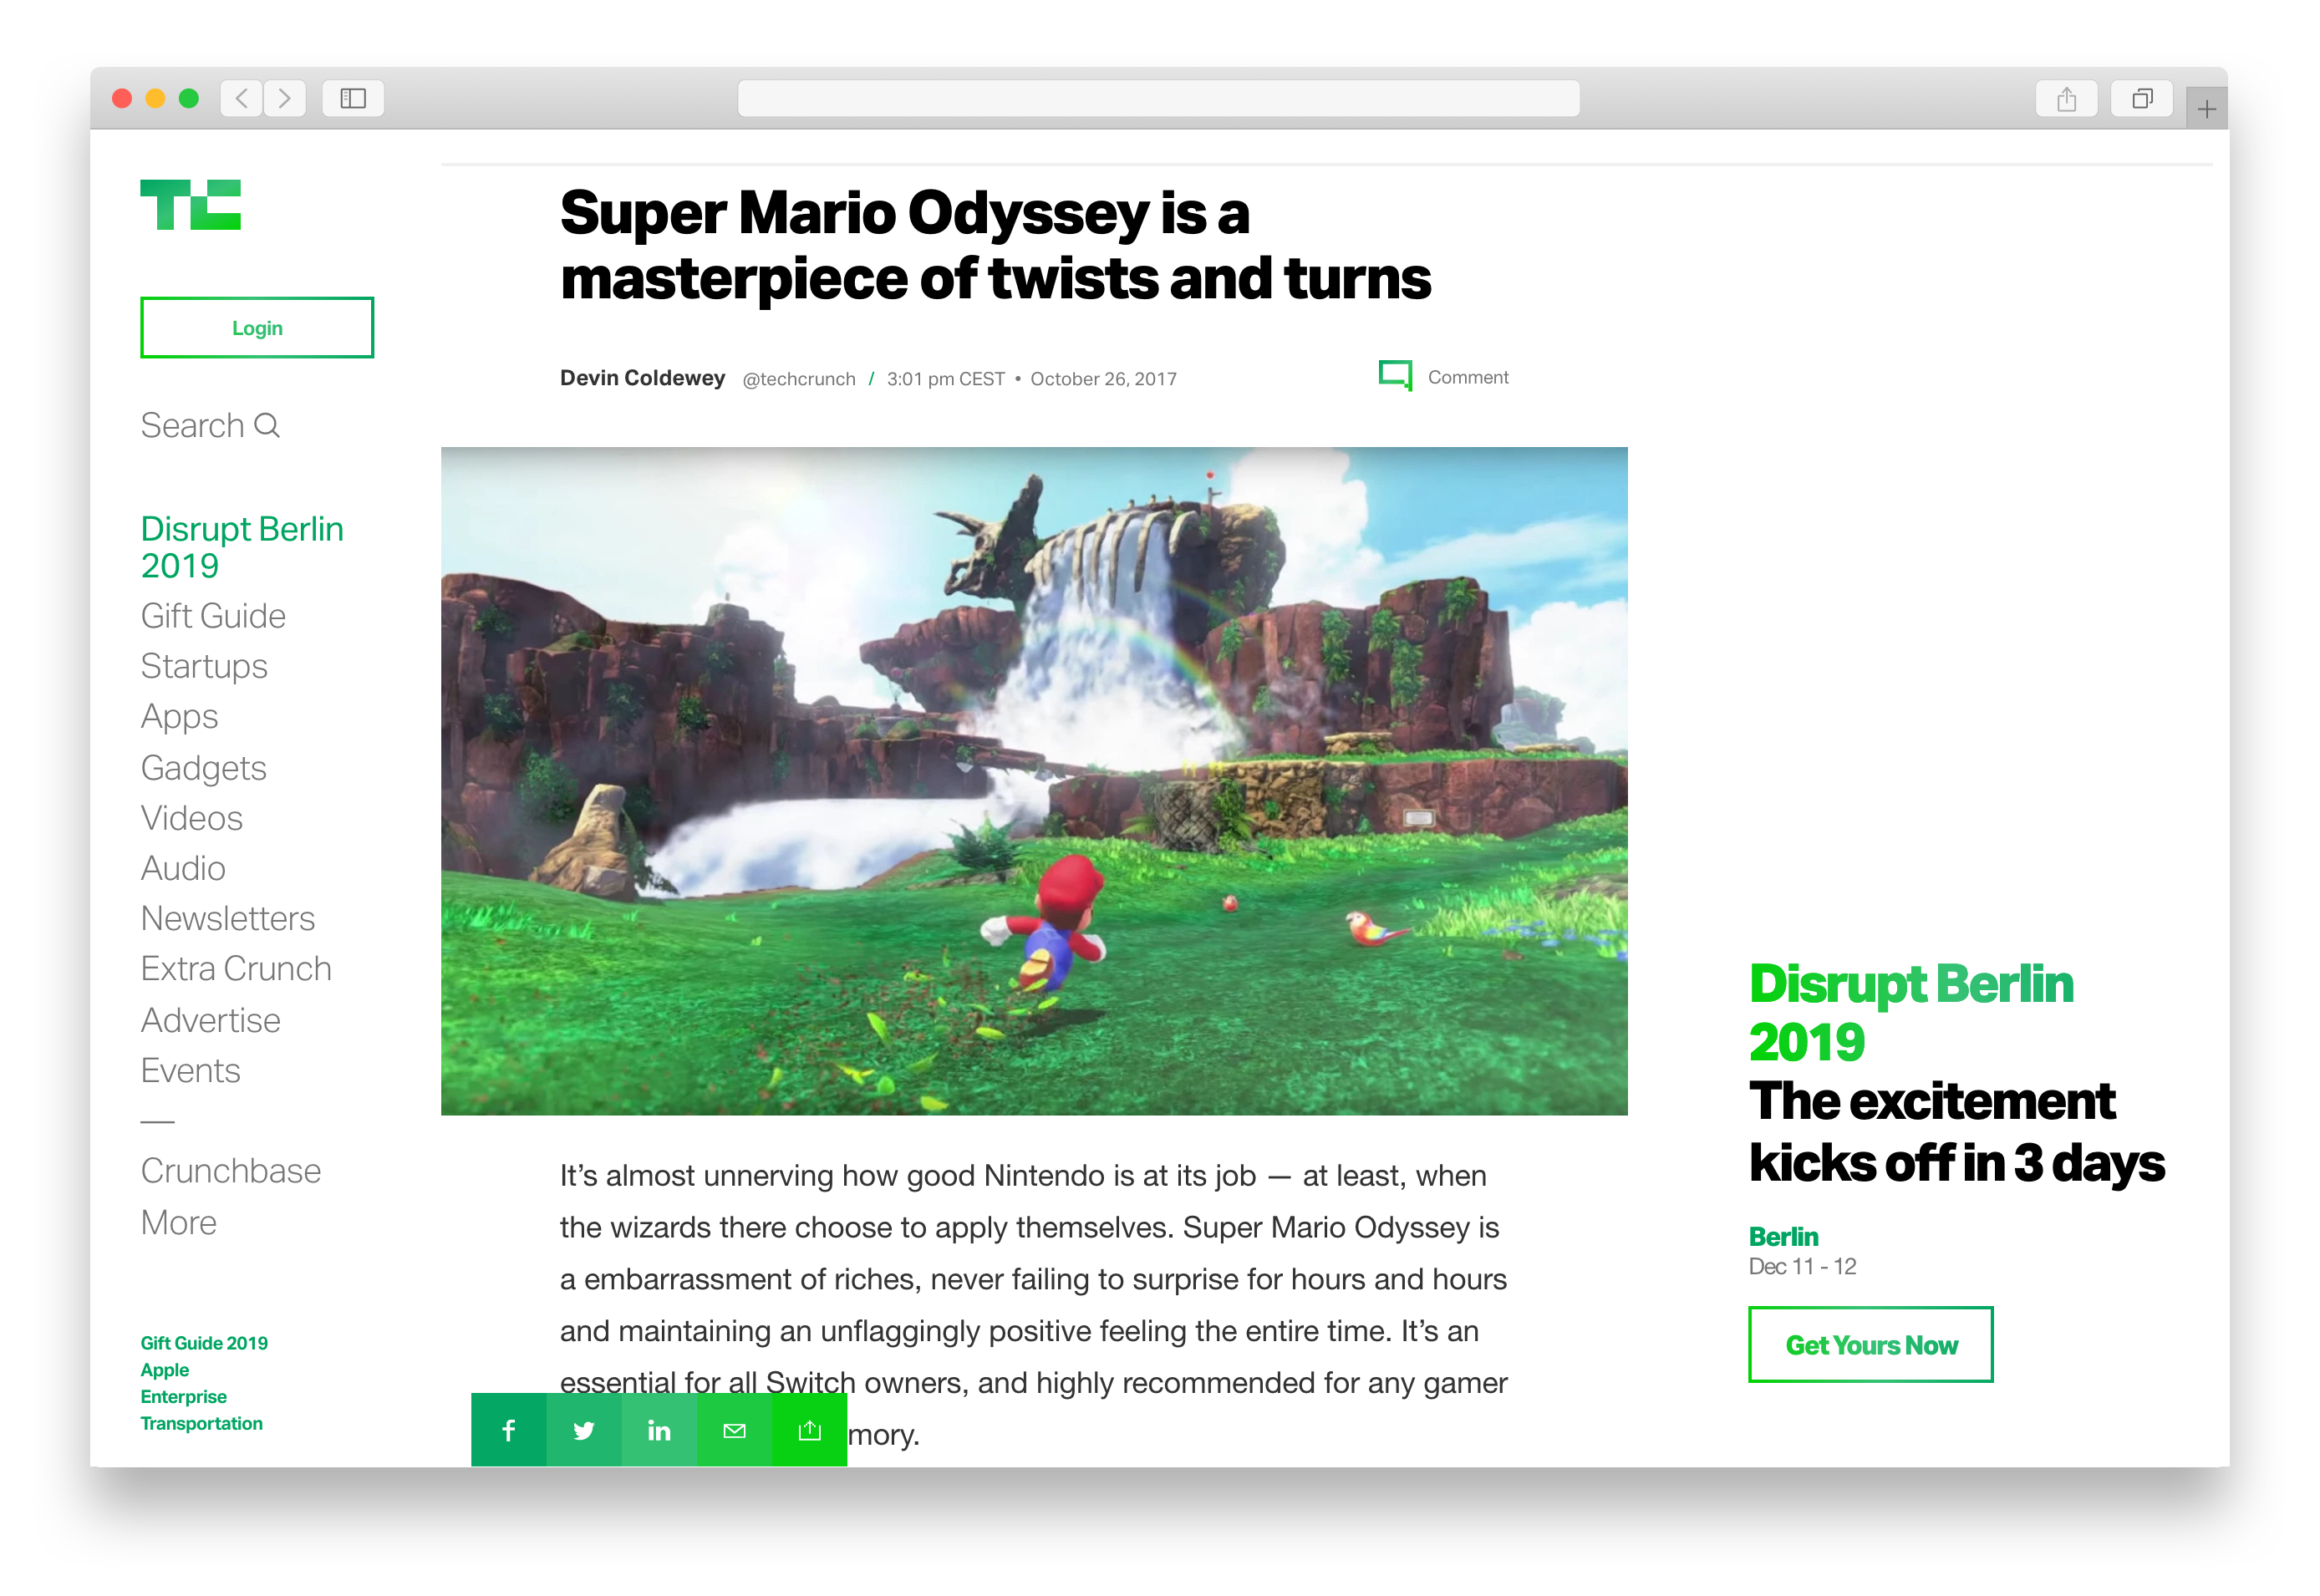 TC
Login
Search
Disrupt Berlin
2019
Gift Guide
Startups
Apps
Gadgets
Videos
Audio
Newsletters
Extra Crunch
Advertise
Events
—
Crunchbase
More
Gift Guide 2019
Apple
Enterprise
Transportation
Super Mario Odyssey is a
masterpiece of twists and turns
Devin Coldewey @techcrunch / 3:01 pm CEST • October 26, 2017
Comment
It’s almost unnerving how good Nintendo is at its job — at least, when
the wizards there choose to apply themselves. Super Mario Odyssey is
a embarrassment of riches, never failing to surprise for hours and hours
and maintaining an unflaggingly positive feeling the entire time. It’s an
essential for all Switch owners, and highly recommended for any gamer
mory.
f
in
Disrupt Berlin
2019
The excitement
kicks off in 3 days
Berlin
Dec 11 - 12
Get Yours Now